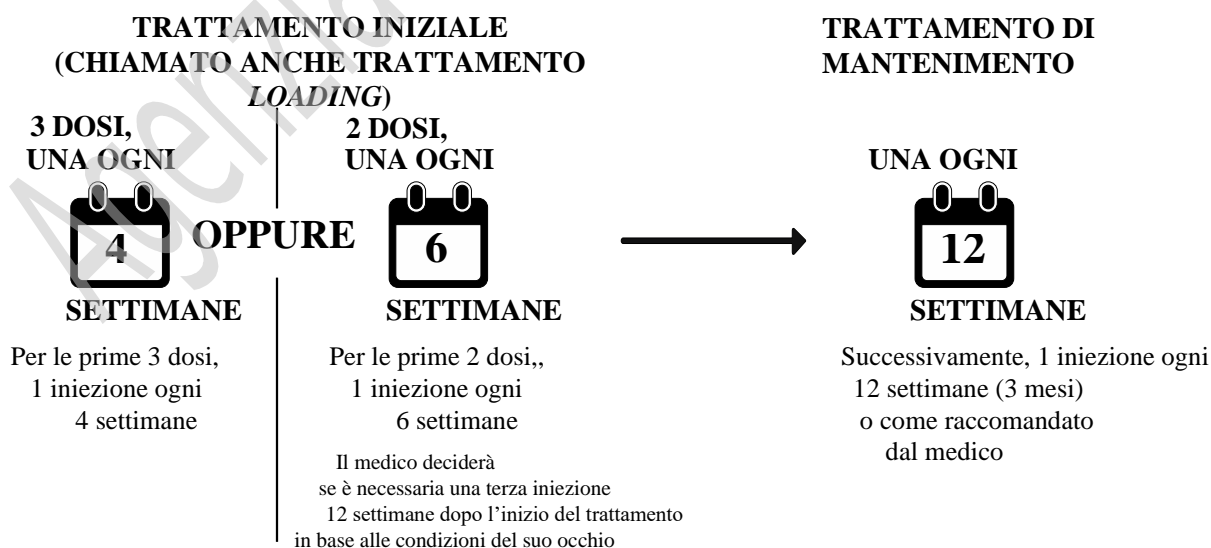 TRATTAMENTO INIZIALE
(CHIAMATO ANCHE TRATTAMENTO
LOADING)
3 DOSI,
UNA OGNI
4
SETTIMANE
Per le prime 3 dosi,
1 iniezione ogni
4 settimane
OPPURE
2 DOSI,
UNA OGNI
6
SETTIMANE
Per le prime 2 dosi,,
1 iniezione ogni
6 settimane
Il medico deciderà
se è necessaria una terza iniezione
12 settimane dopo l'inizio del trattamento
in base alle condizioni del suo occhio
TRATTAMENTO DI
MANTENIMENTO
UNA OGNI
12
SETTIMANE
Successivamente, 1 iniezione ogni
12 settimane (3 mesi)
o come raccomandato
dal medico
Agenzia